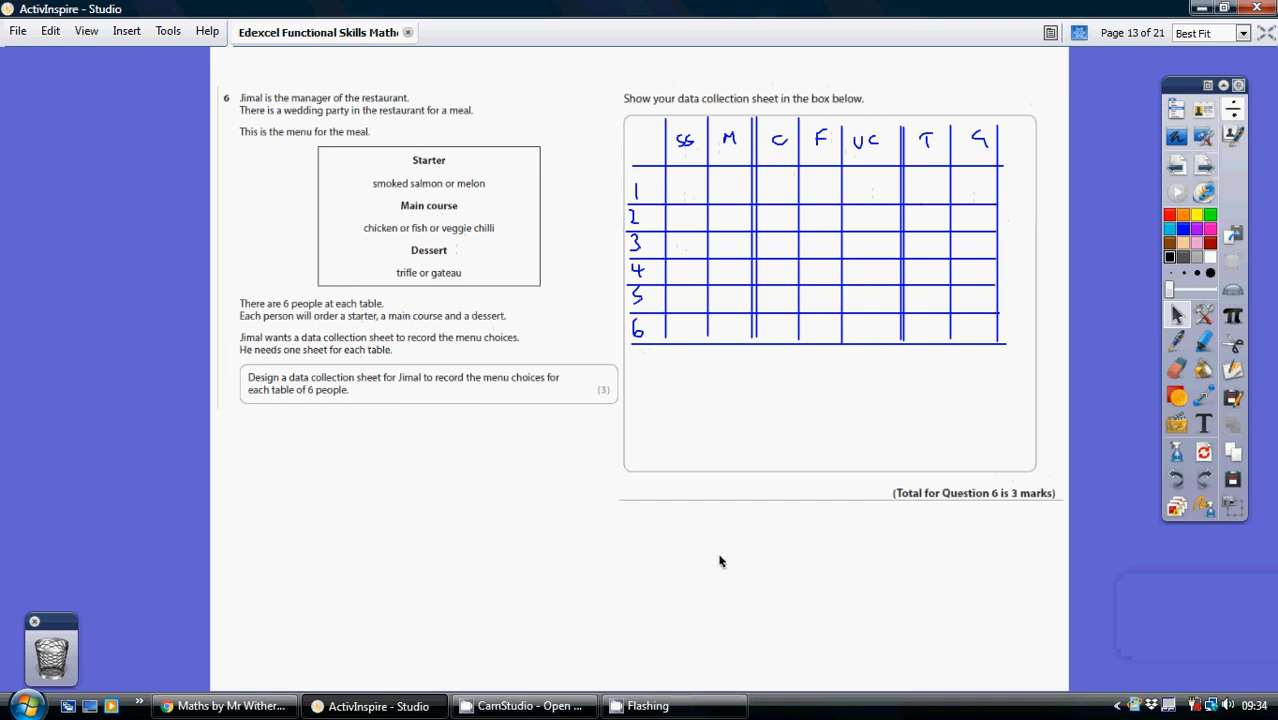 ActivInspire - Studio
File Edit View Insert Tools Help
Edexcel Functional Skills Mathe
Page 13 of 21
Best Fit
6 Jimal is the manager of the restaurant.
There is a wedding party in the restaurant for a meal.
This is the menu for the meal.
Starter
smoked salmon or melon
Main course
chicken or fish or veggie chilli
Dessert
trifle or gateau
There are 6 people at each table.
Each person will order a starter, a main course and a dessert.
Jimal wants a data collection sheet to record the menu choices.
He needs one sheet for each table.
Design a data collection sheet for Jimal to record the menu choices for
each table of 6 people.
(3)
Show your data collection sheet in the box below.
SS M C F VC T G
1
2
3
4
5
6
(Total for Question 6 is 3 marks)
Maths by Mr Wither...
ActivInspire - Studio
CamStudio - Open ...
Flashing
09:34